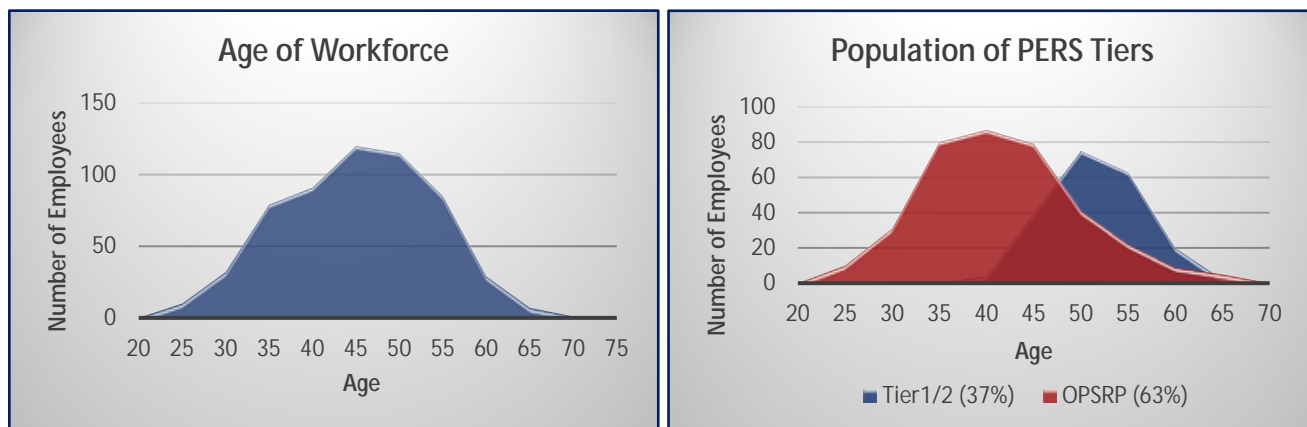 Age of Workforce
150
100
50
0
Number of Employees
20 25 30 35 40 45 50 55 60 65 70 75
Age
Population of PERS Tiers
100
80
60
40
20
0
Number of Employees
20 25 30 35 40 45 50 55 60 65 70
Age
Tier1/2 (37%) OPSRP (63%)